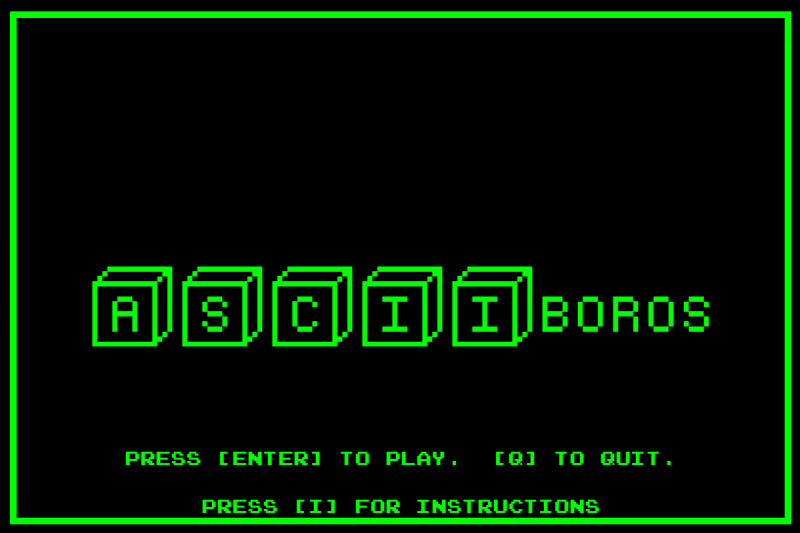 ASCIIBOROS
PRESS [ENTER] TO PLAY.  [Q] TO QUIT.
PRESS [I] FOR INSTRUCTIONS